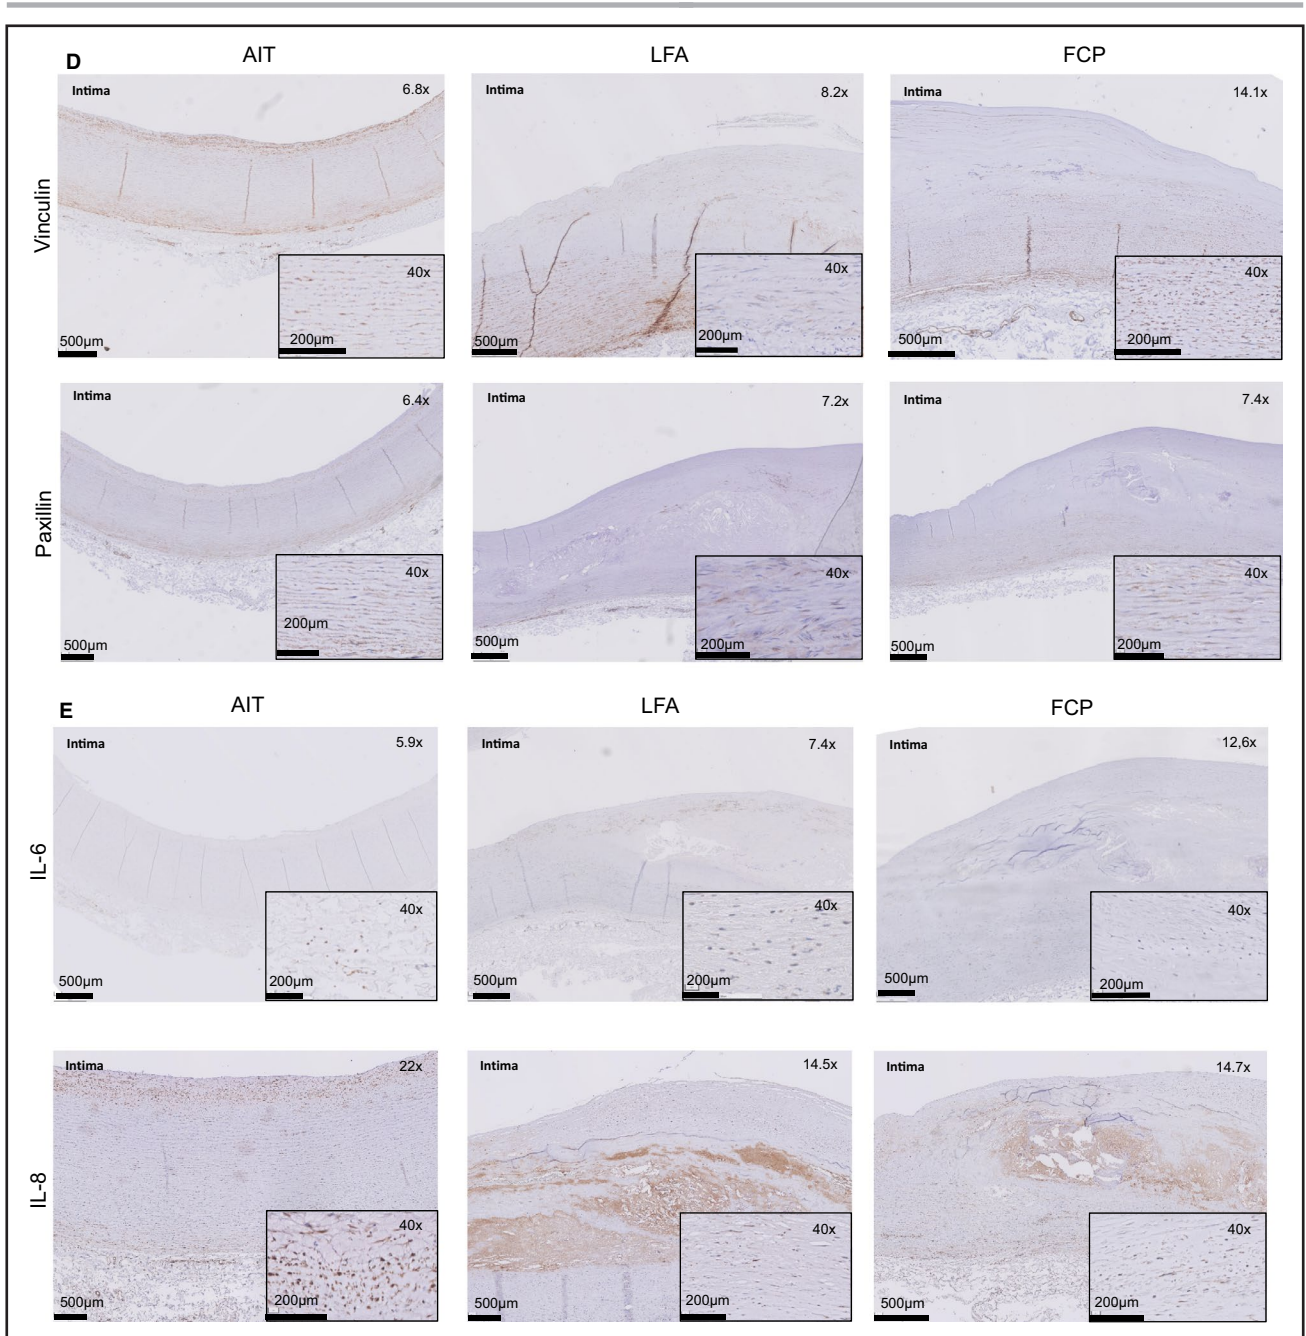 D
AIT LFA FCP
Vinculin
Intima 6.8x
40x
200µm
500µm
Intima 8.2x
40x
200µm
500µm
Intima 14.1x
40x
200µm
500µm
Paxillin
Intima 6.4x
40x
200µm
500µm
Intima 7.2x
40x
200µm
500µm
Intima 7.4x
40x
200µm
500µm
E
AIT LFA FCP
IL-6
Intima 5.9x
40x
200µm
500µm
Intima 7.4x
40x
200µm
500µm
Intima 12,6x
40x
200µm
500µm
IL-8
Intima 22x
40x
200µm
500µm
Intima 14.5x
40x
200µm
500µm
Intima 14.7x
40x
200µm
500µm